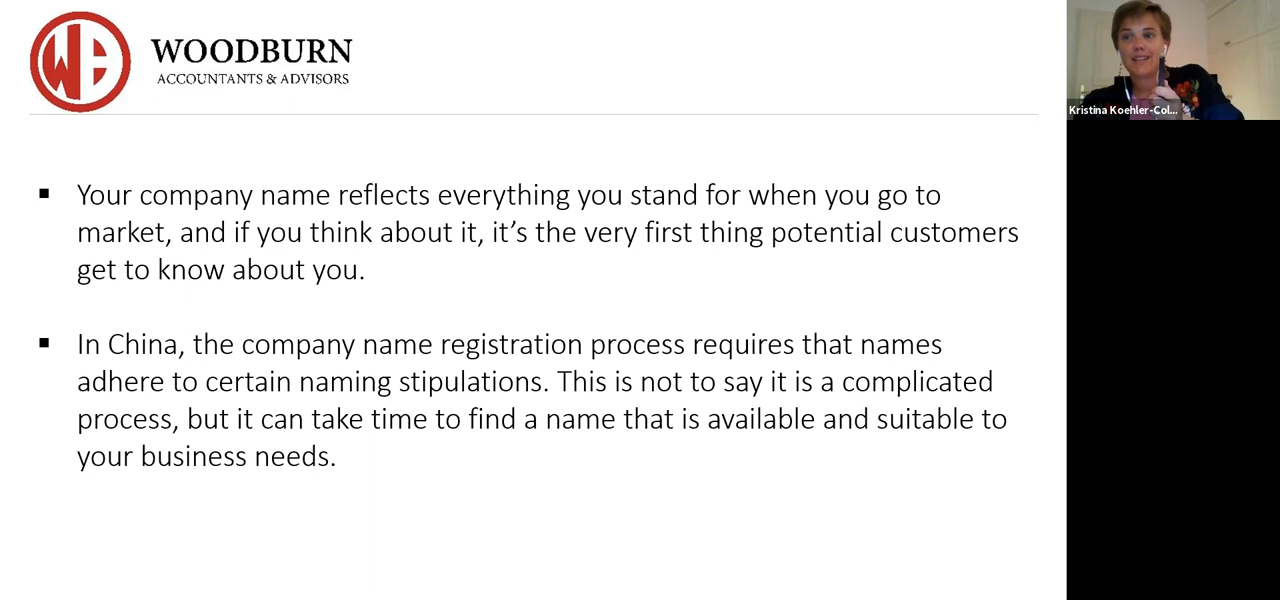 WOODBURN
ACCOUNTANTS & ADVISORS
Kristina Koehler-Col...
▪ Your company name reflects everything you stand for when you go to
market, and if you think about it, it’s the very first thing potential customers
get to know about you.
▪ In China, the company name registration process requires that names
adhere to certain naming stipulations. This is not to say it is a complicated
process, but it can take time to find a name that is available and suitable to
your business needs.